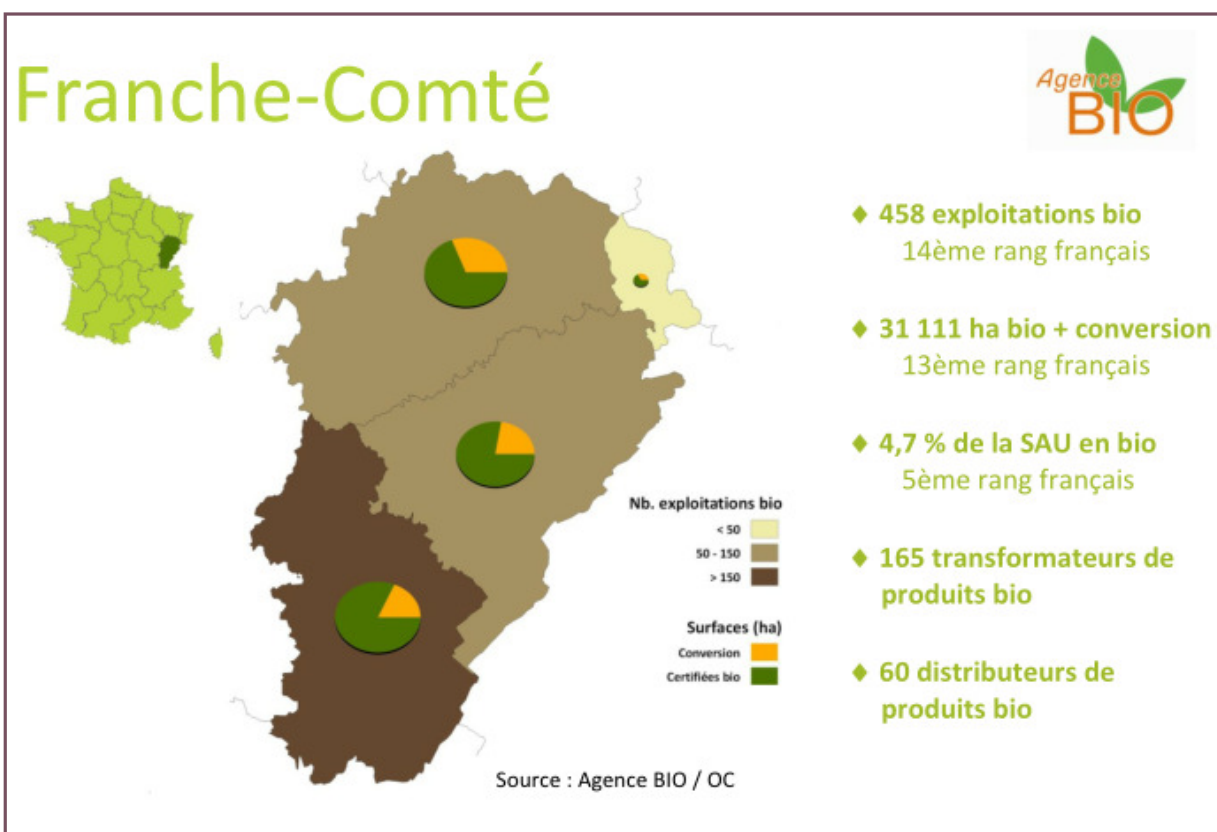 Franche-Comté
Agence
BIO
♦ 458 exploitations bio
14ème rang français
♦ 31 111 ha bio + conversion
13ème rang français
♦ 4,7 % de la SAU en bio
5ème rang français
♦ 165 transformateurs de
produits bio
♦ 60 distributeurs de
produits bio
Nb. exploitations bio
< 50
50 - 150
> 150
Surfaces (ha)
Conversion
Certifiées bio
Source : Agence BIO / OC